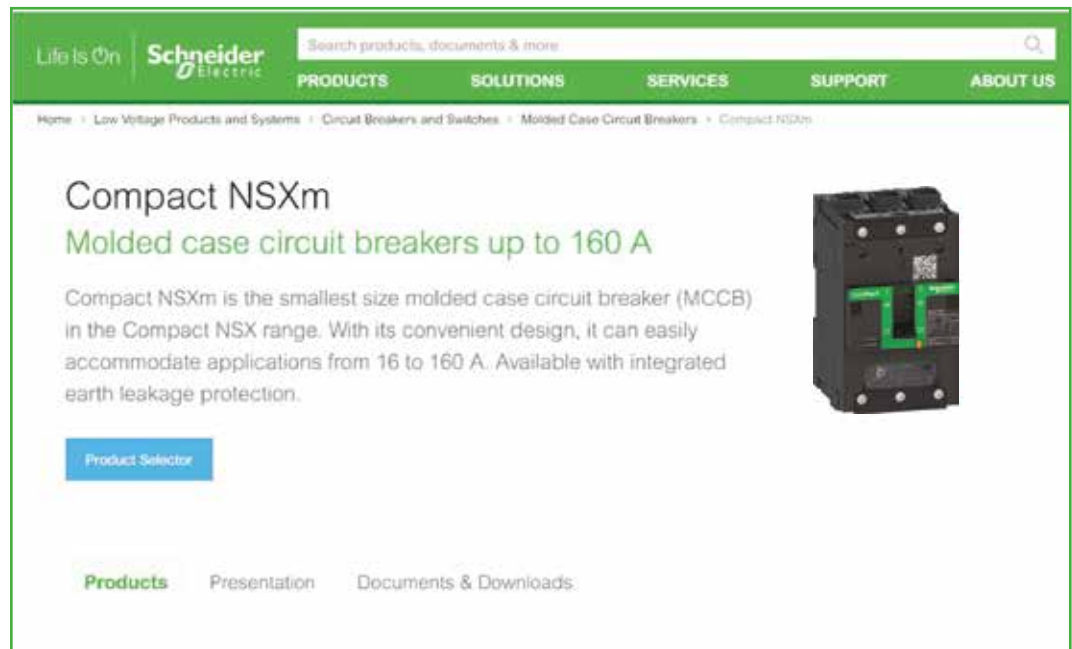 Life Is On
Schneider
Electric
Search products, documents & more
PRODUCTS SOLUTIONS SERVICES SUPPORT ABOUT US
Home > Low Voltage Products and Systems > Circuit Breakers and Switches > Molded Case Circuit Breakers > Compact NSXm
Compact NSXm
Molded case circuit breakers up to 160 A
Compact NSXm is the smallest size molded case circuit breaker (MCCB)
in the Compact NSX range. With its convenient design, it can easily
accommodate applications from 16 to 160 A. Available with integrated
earth leakage protection.
Product Selector
Products Presentation Documents & Downloads